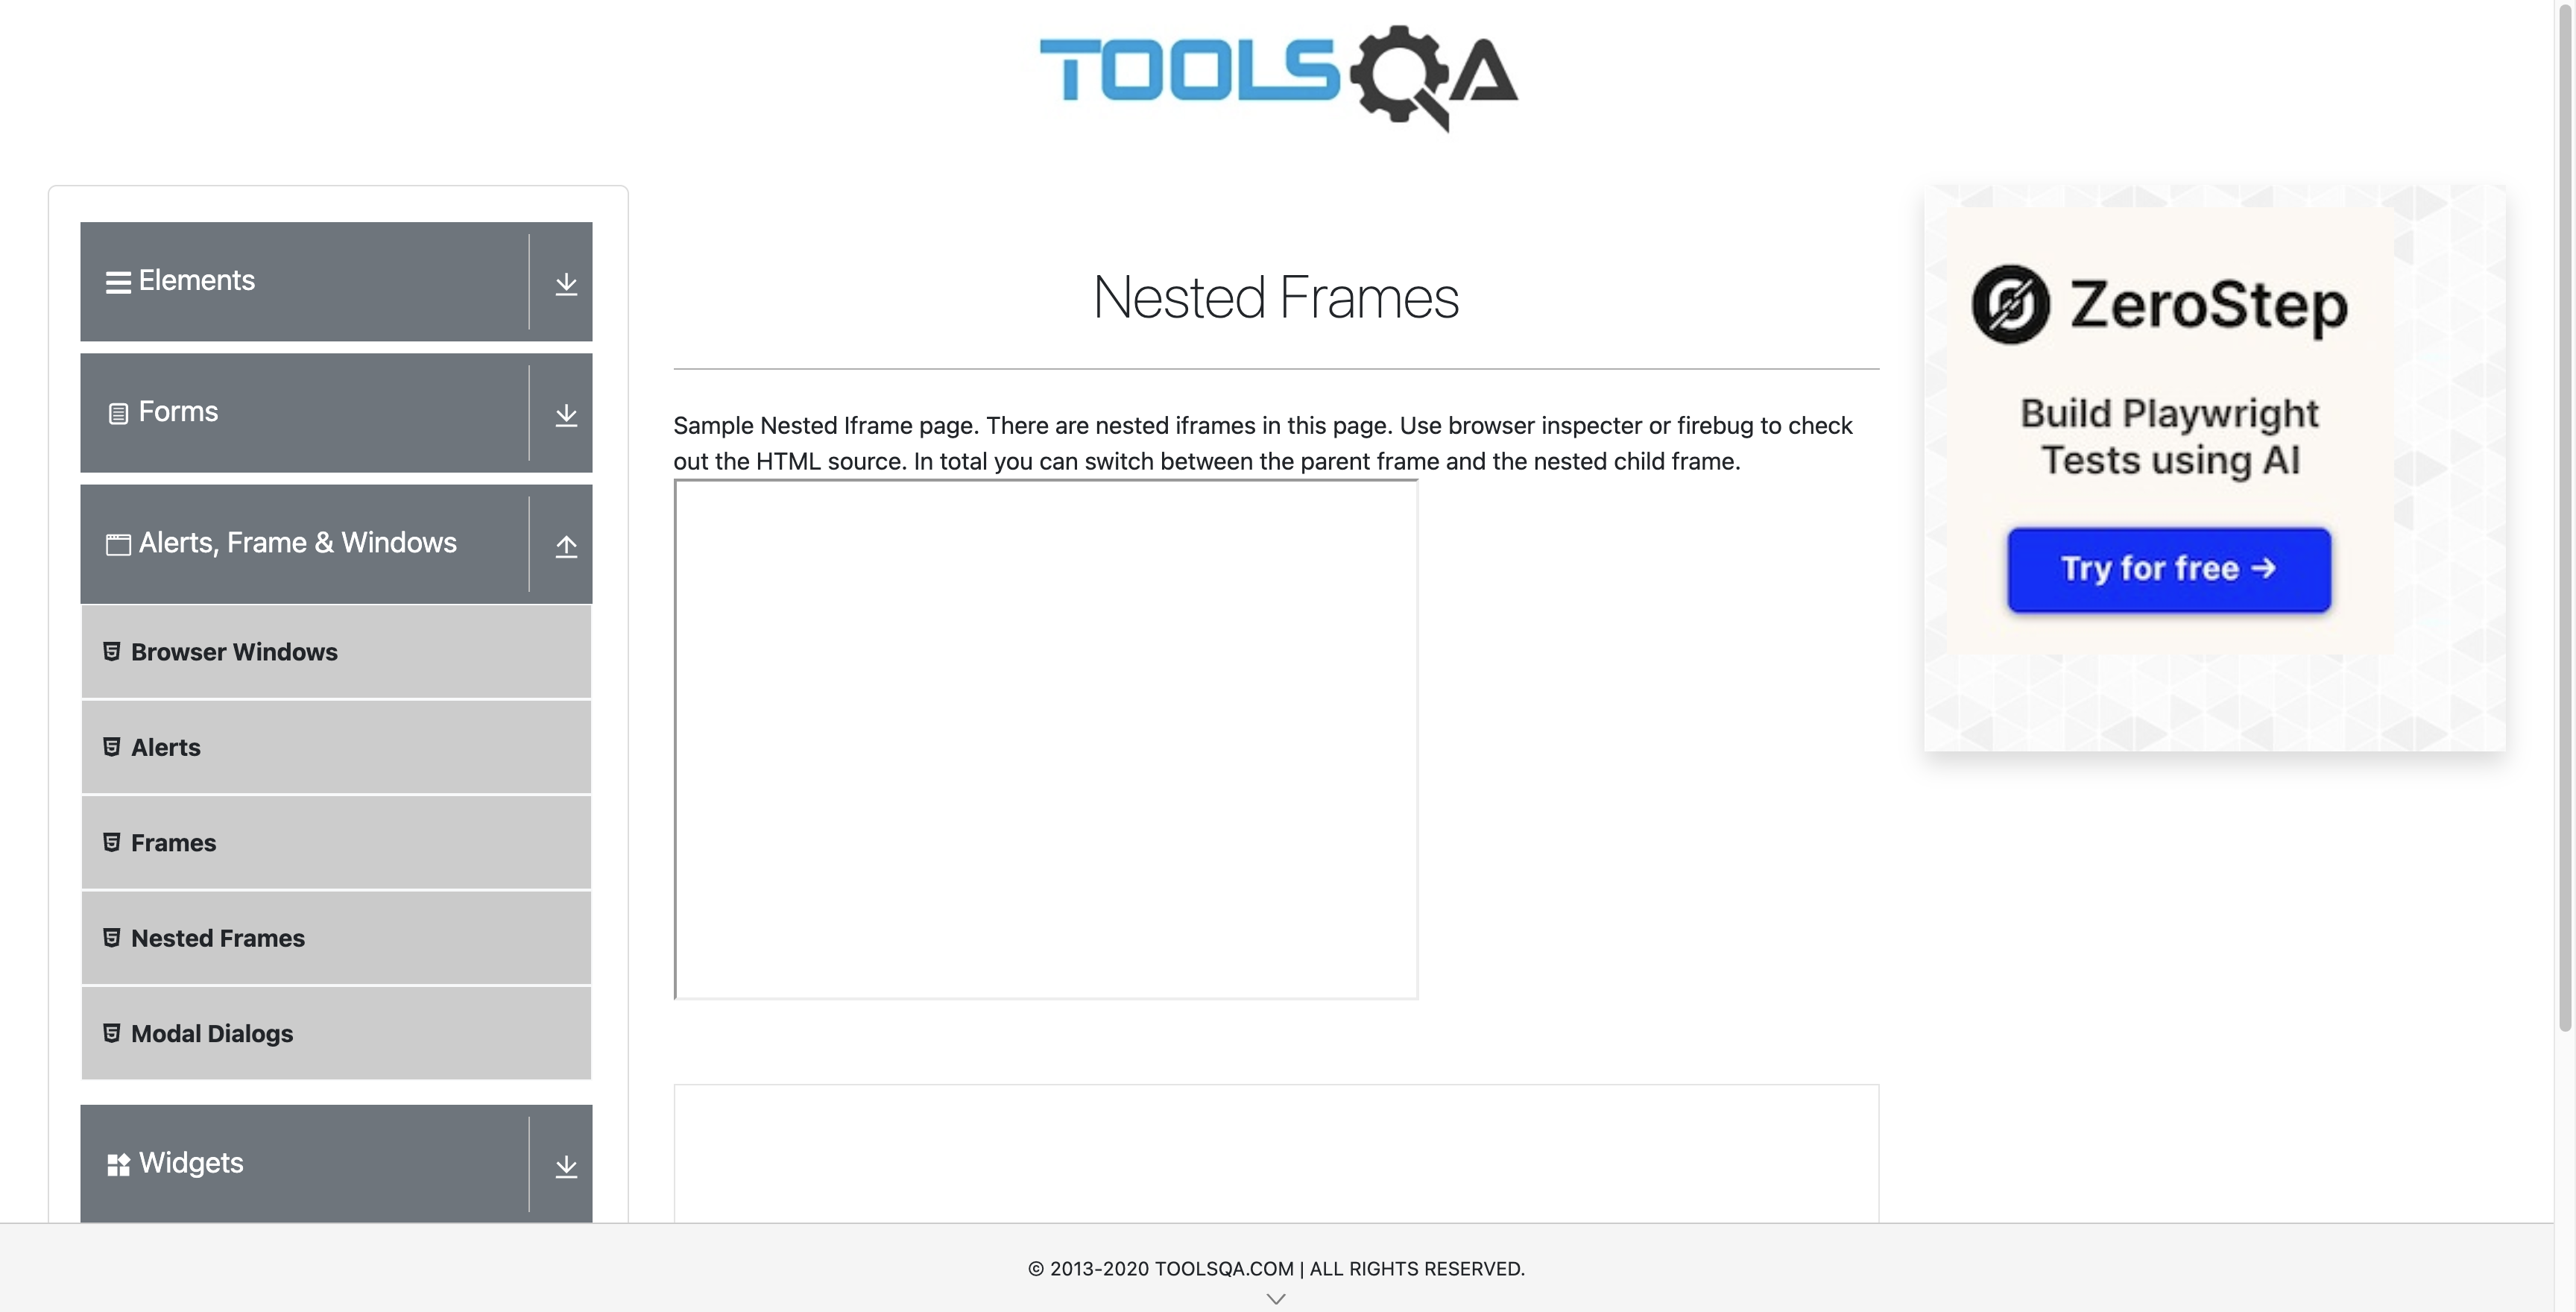 TOOLSQA
Elements
Forms
Alerts, Frame & Windows
Browser Windows
Alerts
Frames
Nested Frames
Modal Dialogs
Widgets
Nested Frames
Sample Nested Iframe page. There are nested iframes in this page. Use browser inspecter or firebug to check
out the HTML source. In total you can switch between the parent frame and the nested child frame.
ZeroStep
Build Playwright
Tests using AI
Try for free →
© 2013-2020 TOOLSQA.COM | ALL RIGHTS RESERVED.